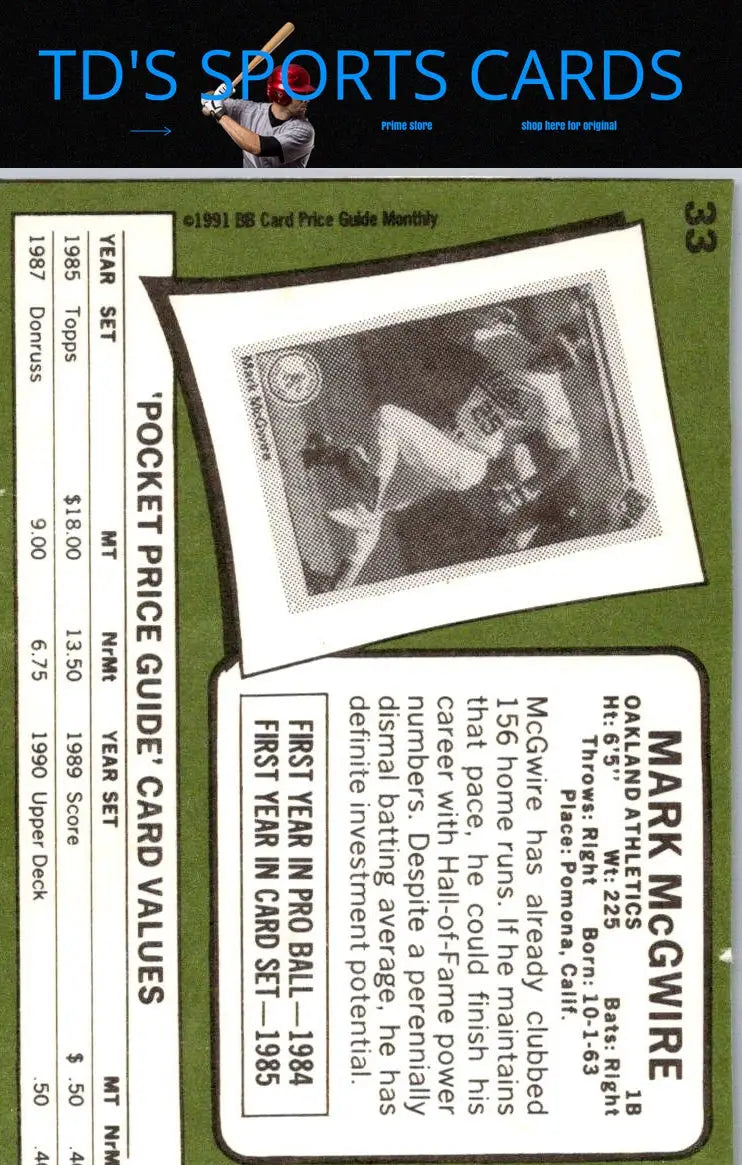 TD'S SPORTS CARDS
Prime store
shop here for original
33
©1991 BB Card Price Guide Monthly
Mark McGwire
MARK McGWIRE
OAKLAND ATHLETICS 1B
Ht: 6'5" Wt: 225 Bats: Right
Throws: Right Born: 10-1-63
Place: Pomona, Calif.
McGwire has already clubbed
156 home runs. If he maintains
that pace, he could finish his
career with Hall-of-Fame power
numbers. Despite a perennially
dismal batting average, he has
definite investment potential.
FIRST YEAR IN PRO BALL—1984
FIRST YEAR IN CARD SET—1985
'POCKET PRICE GUIDE' CARD VALUES
YEAR SET MT NrMt YEAR SET MT NrM
1985 Topps $18.00 13.50 1989 Score $ .50
1987 Donruss 9.00 6.75 1990 Upper Deck .50